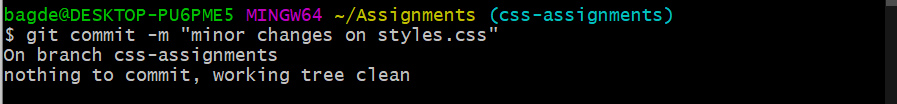 bagde@DESKTOP-PU6PME5 MINGW64 ~/Assignments (css-assignments)
$ git commit -m "minor changes on styles.css"
On branch css-assignments
nothing to commit, working tree clean